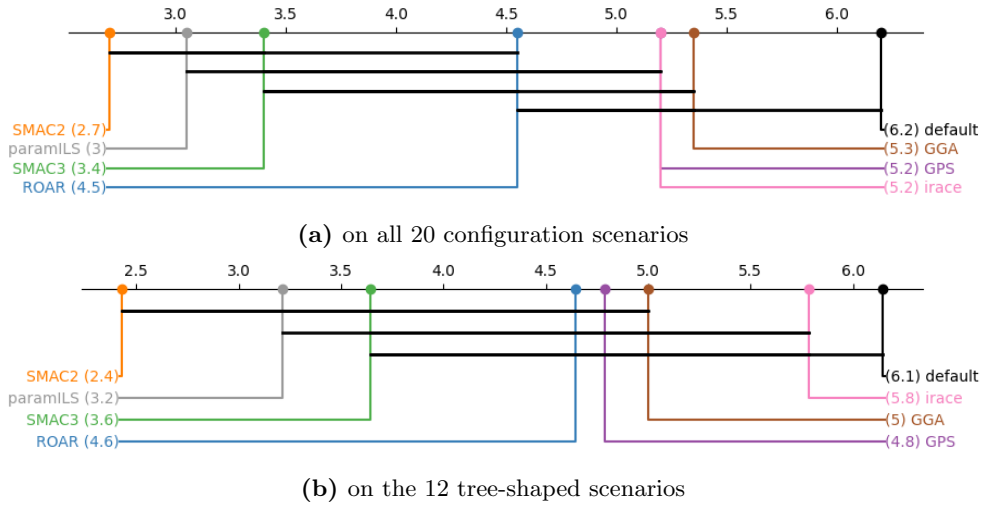 3.0 3.5 4.0 4.5 5.0 5.5 6.0
SMAC2 (2.7) (6.2) default
paramILS (3) (5.3) GGA
SMAC3 (3.4) (5.2) GPS
ROAR (4.5) (5.2) irace
(a) on all 20 configuration scenarios
2.5 3.0 3.5 4.0 4.5 5.0 5.5 6.0
SMAC2 (2.4) (6.1) default
paramILS (3.2) (5.8) irace
SMAC3 (3.6) (5) GGA
ROAR (4.6) (4.8) GPS
(b) on the 12 tree-shaped scenarios